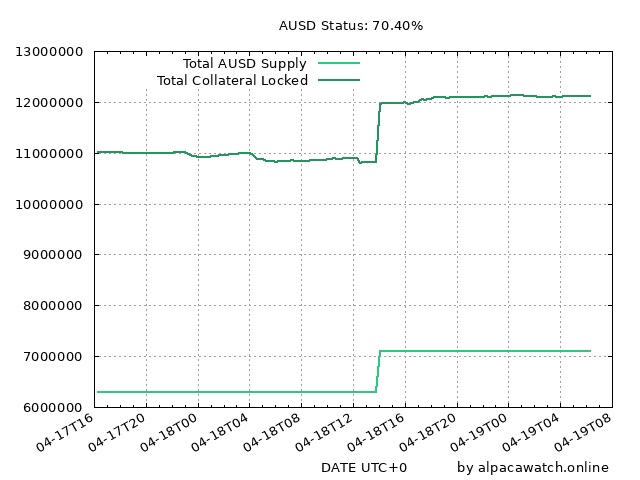 AUSD Status: 70.40%
13000000
Total AUSD Supply
Total Collateral Locked
12000000
11000000
10000000
9000000
8000000
7000000
6000000
04-17T16
04-17T20
04-18T00
04-18T04
04-18T08
04-18T12
04-18T16
04-18T20
04-19T00
04-19T04
04-19T08
DATE UTC+0
by alpacawatch.online